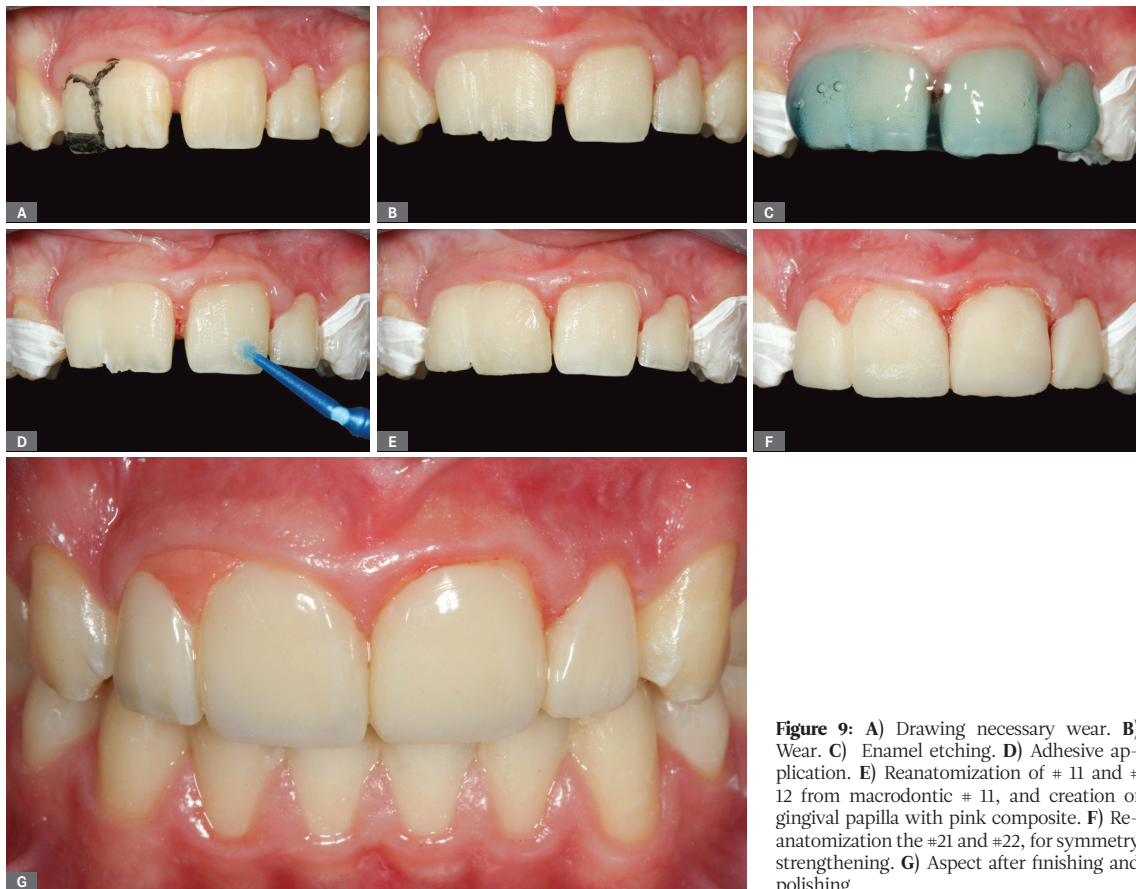 A
B
C
D
E
F
G
Figure 9: A) Drawing necessary wear. B)
Wear. C) Enamel etching. D) Adhesive ap-
plication. E) Reanatomization of # 11 and #
12 from macrodontic # 11, and creation of
gingival papilla with pink composite. F) Re-
anatomization the #21 and #22, for symmetry
strengthening. G) Aspect after finishing and
polishing